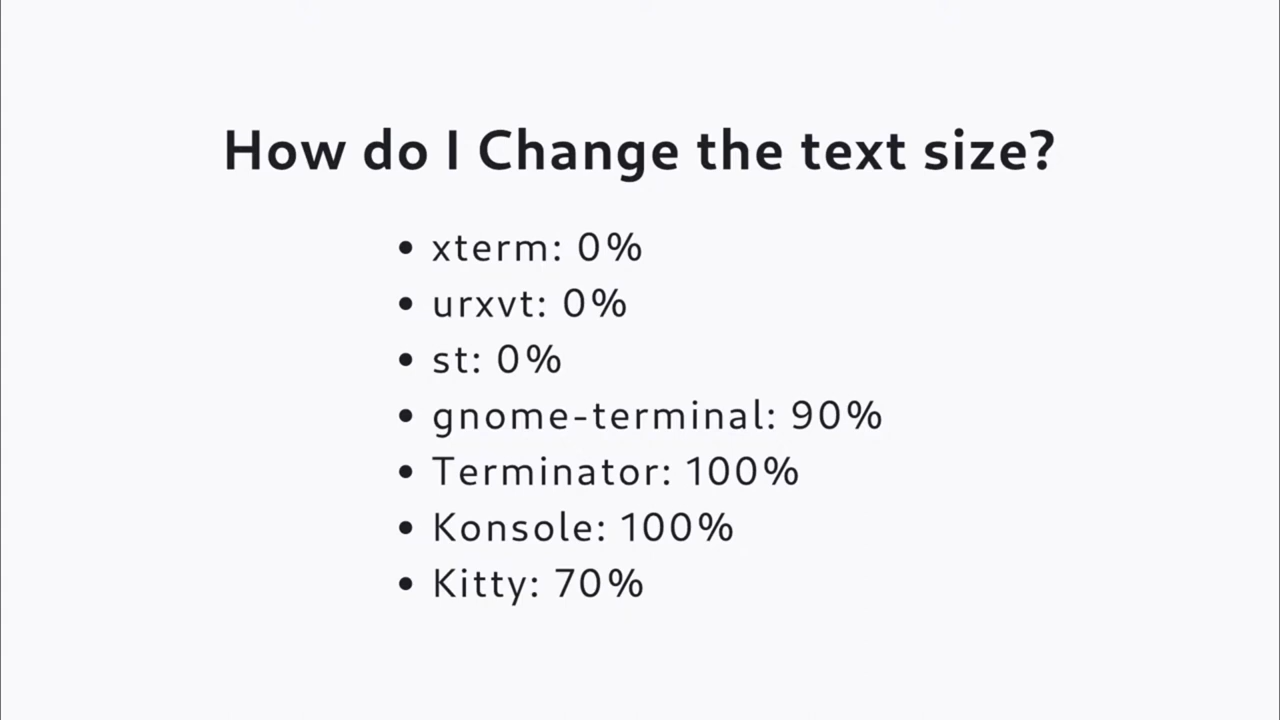 How do I Change the text size?
• xterm: 0%
• urxvt: 0%
• st: 0%
• gnome-terminal: 90%
• Terminator: 100%
• Konsole: 100%
• Kitty: 70%